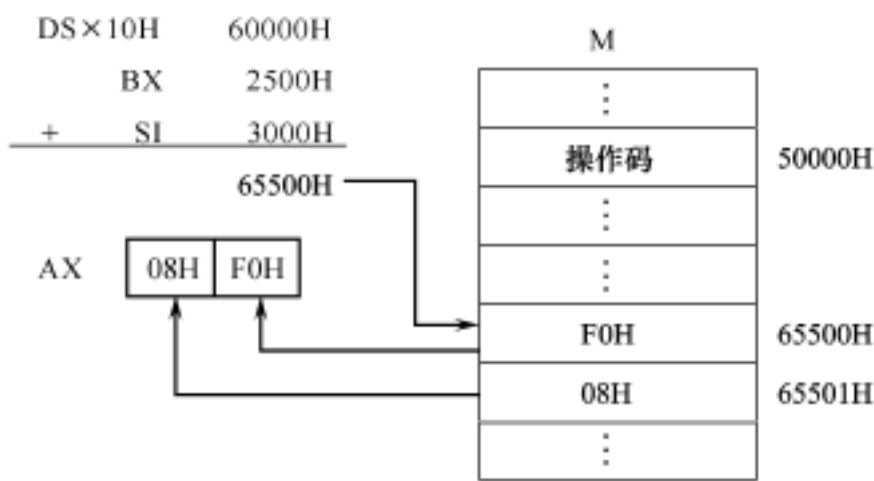 DS×10H 60000H
BX 2500H
+ SI 3000H
65500H
AX 08H F0H
M
⋮
操作码 50000H
⋮
⋮
F0H 65500H
08H 65501H
⋮